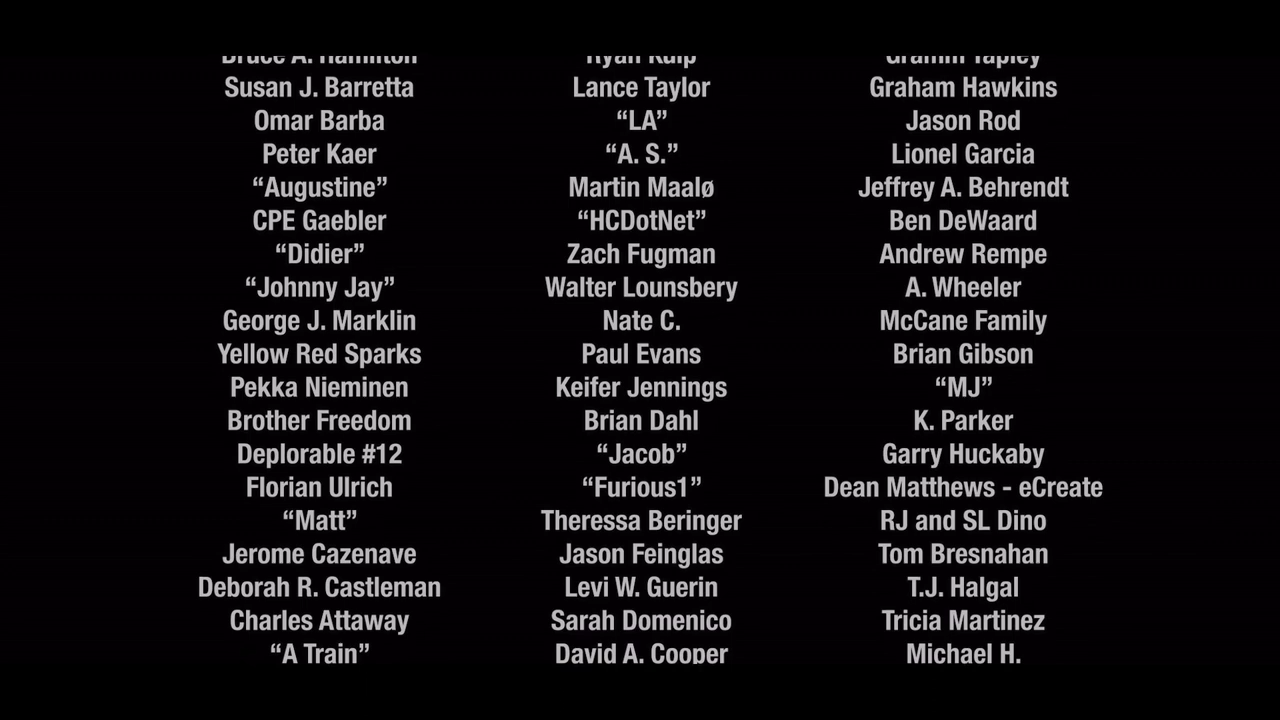 Bruce A. Hamilton
Susan J. Barretta
Omar Barba
Peter Kaer
“Augustine”
CPE Gaebler
“Didier”
“Johnny Jay”
George J. Marklin
Yellow Red Sparks
Pekka Nieminen
Brother Freedom
Deplorable #12
Florian Ulrich
“Matt”
Jerome Cazenave
Deborah R. Castleman
Charles Attaway
“A Train”
Ryan Kulp
Lance Taylor
“LA”
“A. S.”
Martin Maalø
“HCDotNet”
Zach Fugman
Walter Lounsbery
Nate C.
Paul Evans
Keifer Jennings
Brian Dahl
“Jacob”
“Furious1”
Theressa Beringer
Jason Feinglas
Levi W. Guerin
Sarah Domenico
David A. Cooper
Tapley
Graham Hawkins
Jason Rod
Lionel Garcia
Jeffrey A. Behrendt
Ben DeWaard
Andrew Rempe
A. Wheeler
McCane Family
Brian Gibson
“MJ”
K. Parker
Garry Huckaby
Dean Matthews - eCreate
RJ and SL Dino
Tom Bresnahan
T.J. Halgal
Tricia Martinez
Michael H.